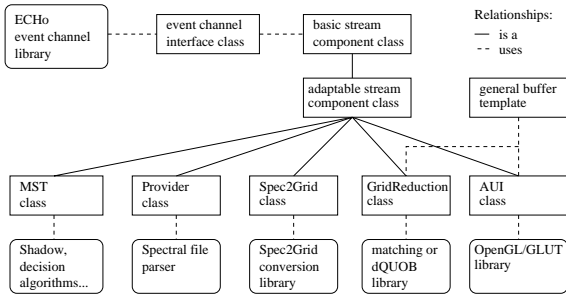 ECHo
event channel
library
event channel
interface class
basic stream
component class
Relationships:
is a
uses
adaptable stream
component class
general buffer
template
MST
class
Provider
class
Spec2Grid
class
GridReduction
class
AUI
class
Shadow,
decision
algorithms...
Spectral file
parser
Spec2Grid
conversion
library
matching or
dQUOB
library
OpenGL/GLUT
library